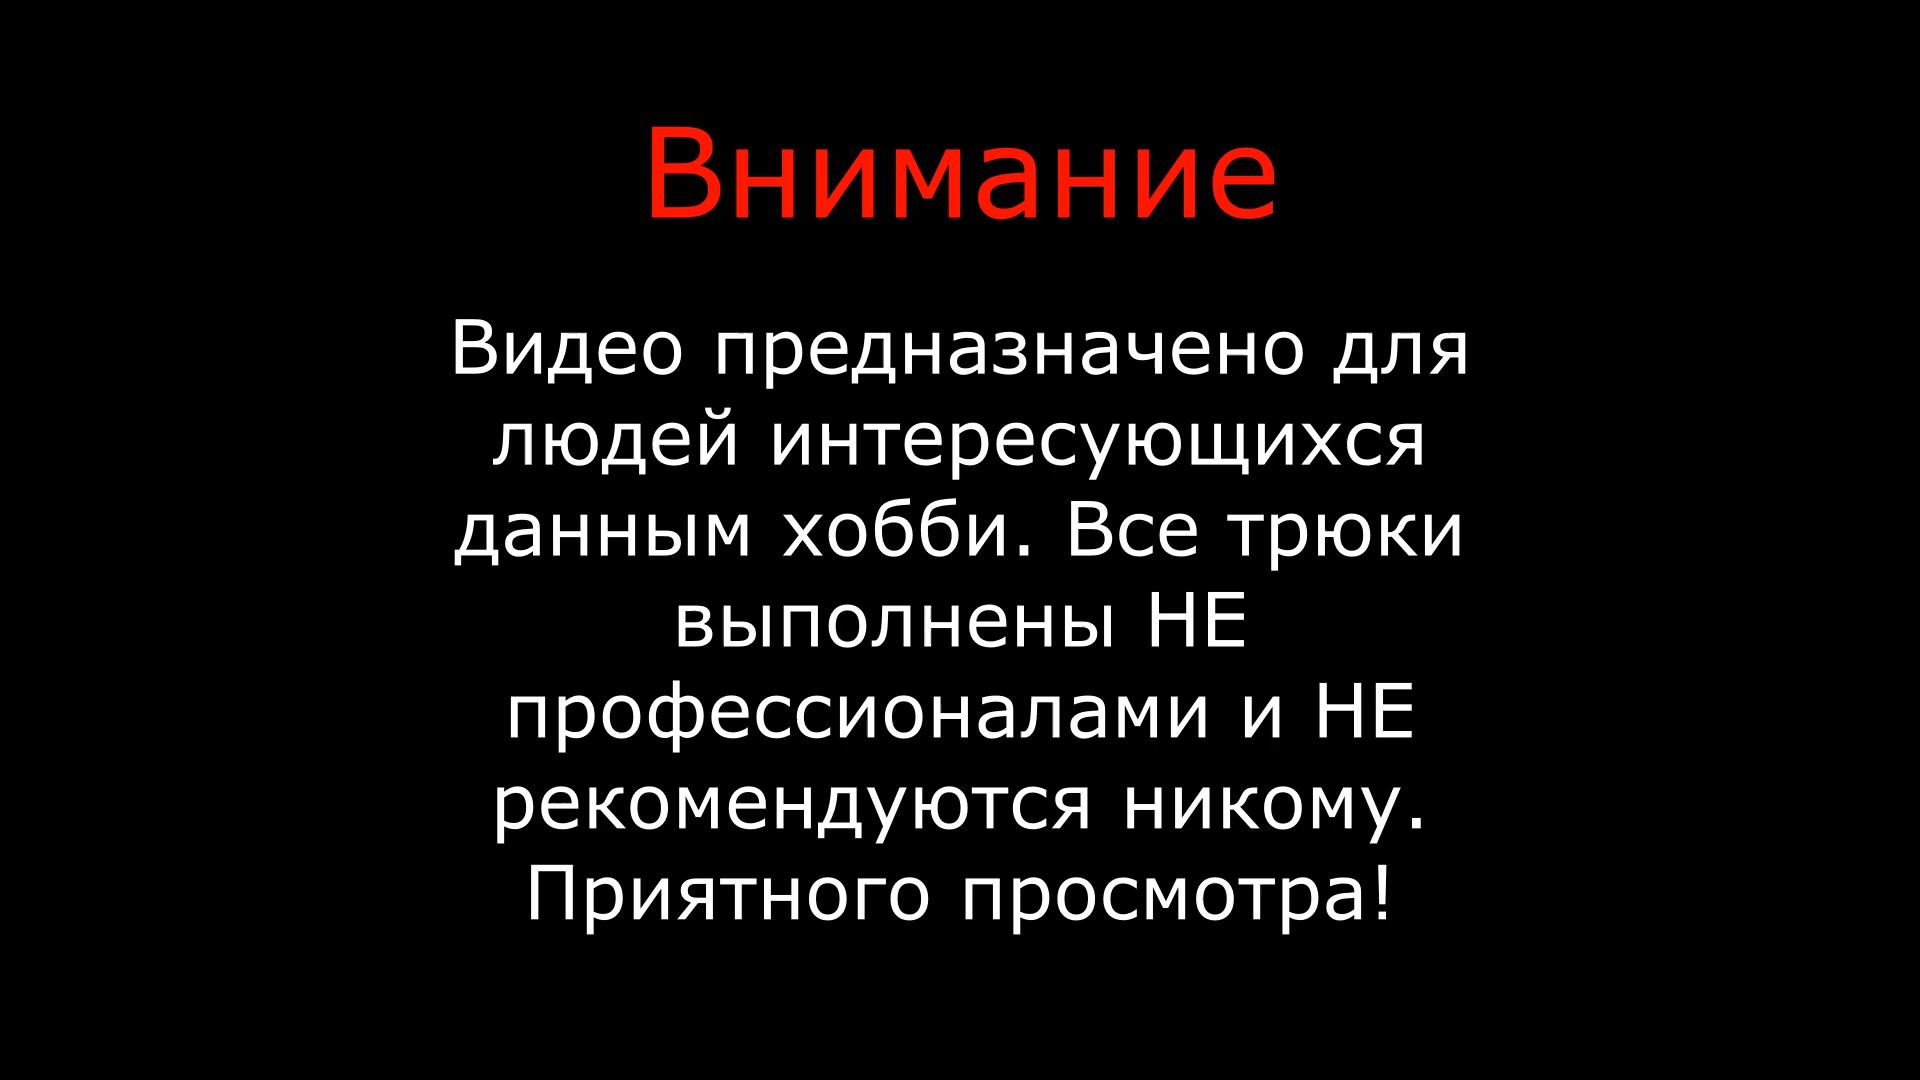 Внимание
Видео предназначено для
людей интересующихся
данным хобби. Все трюки
выполнены НЕ
профессионалами и НЕ
рекомендуются никому.
Приятного просмотра!